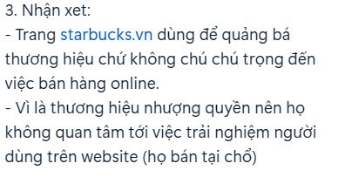 3. Nhận xet:
- Trang starbucks.vn dùng để quảng bá
thương hiệu chứ không chú chú trọng đến
việc bán hàng online.
- Vì là thương hiệu nhượng quyền nên họ
không quan tâm tới việc trải nghiệm người
dùng trên website (họ bán tại chổ)